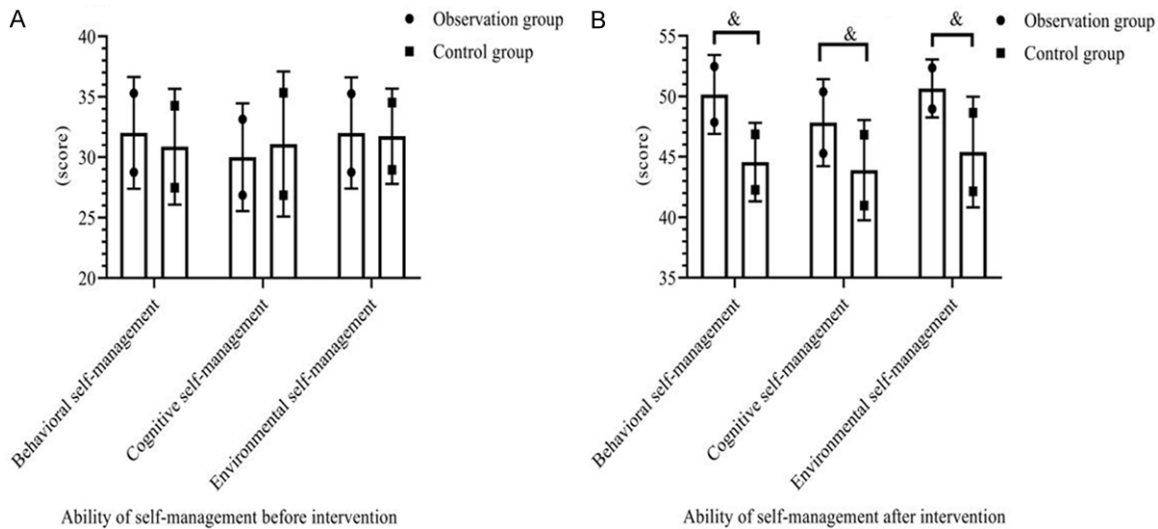 A
Observation group
Control group
40
35
30
25
20
(score)
Behavioral self-management
Cognitive self-management
Environmental self-management
Ability of self-management before intervention
B
Observation group
Control group
&
&
&
55
50
45
40
35
(score)
Behavioral self-management
Cognitive self-management
Environmental self-management
Ability of self-management after intervention